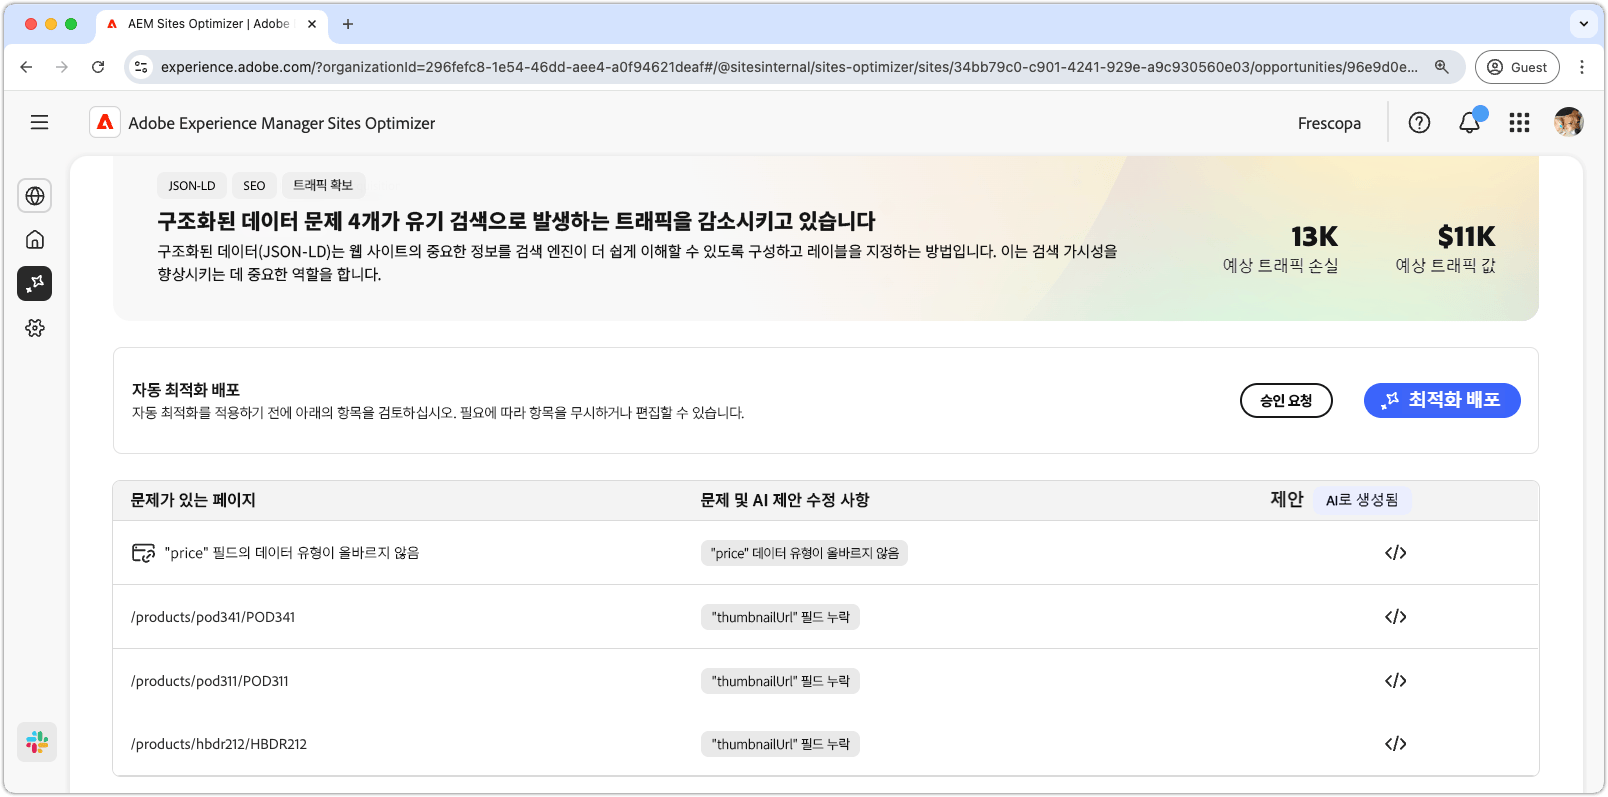 AEM Sites Optimizer | Adobe
experience.adobe.com/?organizationId=296fefc8-1e54-46dd-aee4-a0f94621deaf#/@sitesinternal/sites-optimizer/sites/34bb79c0-c901-4241-929e-a9c930560e03/opportunities/96e9d0e...
Guest
Adobe Experience Manager Sites Optimizer
Frescopa
JSON-LD SEO 트래픽 확보
구조화된 데이터 문제 4개가 유기 검색으로 발생하는 트래픽을 감소시키고 있습니다
구조화된 데이터(JSON-LD)는 웹 사이트의 중요한 정보를 검색 엔진이 더 쉽게 이해할 수 있도록 구성하고 레이블을 지정하는 방법입니다. 이는 검색 가시성을
향상시키는 데 중요한 역할을 합니다.
13K $11K
예상 트래픽 손실 예상 트래픽 값
자동 최적화 배포
자동 최적화를 적용하기 전에 아래의 항목을 검토하십시오. 필요에 따라 항목을 무시하거나 편집할 수 있습니다.
승인 요청 최적화 배포
문제가 있는 페이지 문제 및 AI 제안 수정 사항 제안 AI로 생성됨
"price" 필드의 데이터 유형이 올바르지 않음 "price" 데이터 유형이 올바르지 않음
/products/pod341/POD341 "thumbnailUrl" 필드 누락
/products/pod311/POD311 "thumbnailUrl" 필드 누락
/products/hbdr212/HBDR212 "thumbnailUrl" 필드 누락